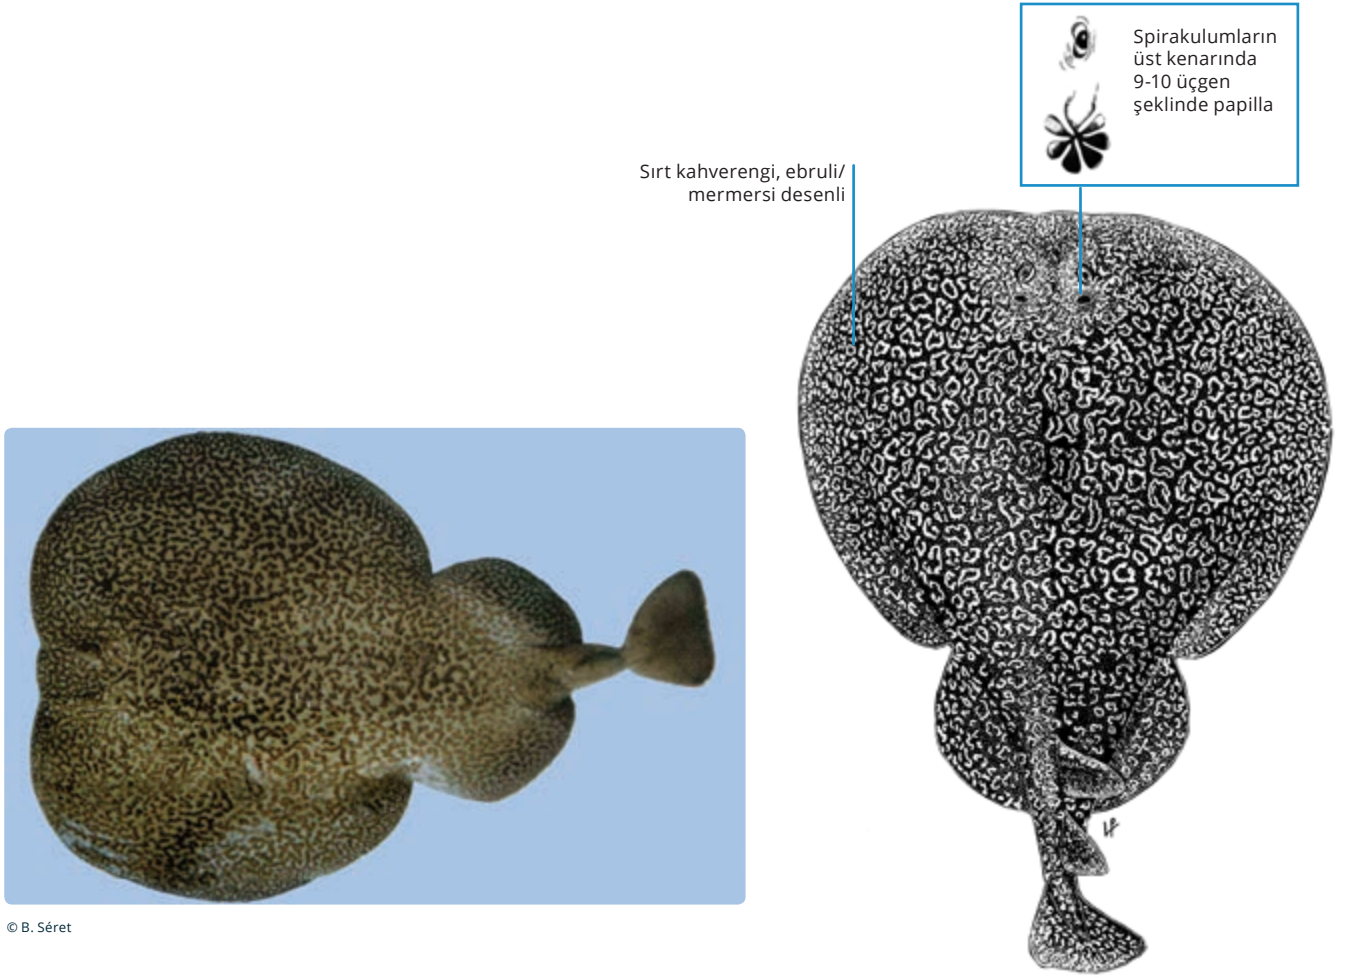 Spirakulumların
üst kenarında
9-10 üçgen
şeklinde papilla
Sırt kahverengi, ebruli/
mermersi desenli
© B. Séret